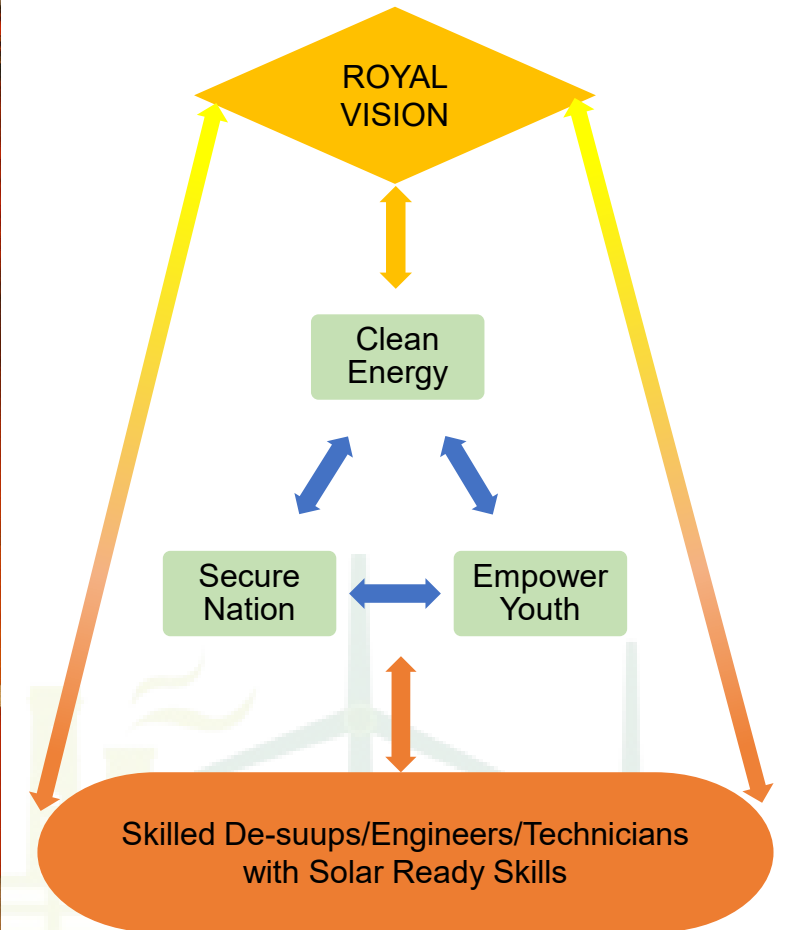 ROYAL
VISION
Clean
Energy
Secure
Nation
Empower
Youth
Skilled De-suups/Engineers/Technicians
with Solar Ready Skills